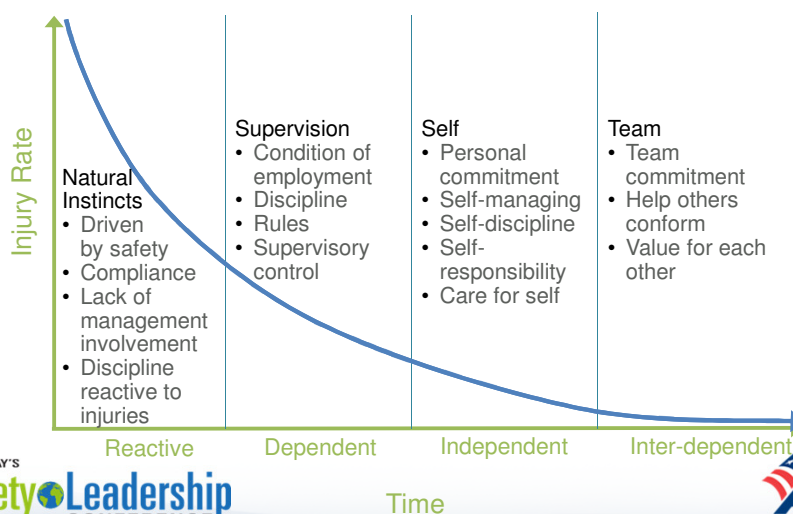 Injury Rate
Natural
Instincts
• Driven
by safety
• Compliance
• Lack of
management
involvement
• Discipline
reactive to
injuries
Supervision
• Condition of
employment
• Discipline
• Rules
• Supervisory
control
Self
• Personal
commitment
• Self-managing
• Self-discipline
• Self-
responsibility
• Care for self
Team
• Team
commitment
• Help others
conform
• Value for each
other
Reactive
Dependent
Independent
Inter-dependent
Time
AY'S
ety Leadership